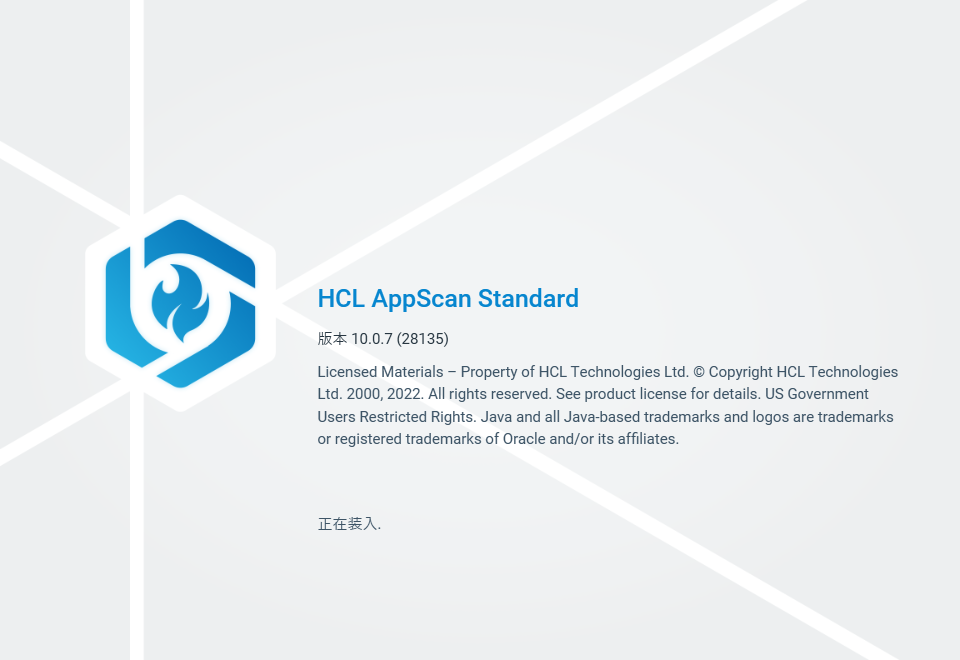 HCL AppScan Standard
版本 10.0.7 (28135)
Licensed Materials – Property of HCL Technologies Ltd. © Copyright HCL Technologies
Ltd. 2000, 2022. All rights reserved. See product license for details. US Government
Users Restricted Rights. Java and all Java-based trademarks and logos are trademarks
or registered trademarks of Oracle and/or its affiliates.
正在装入.